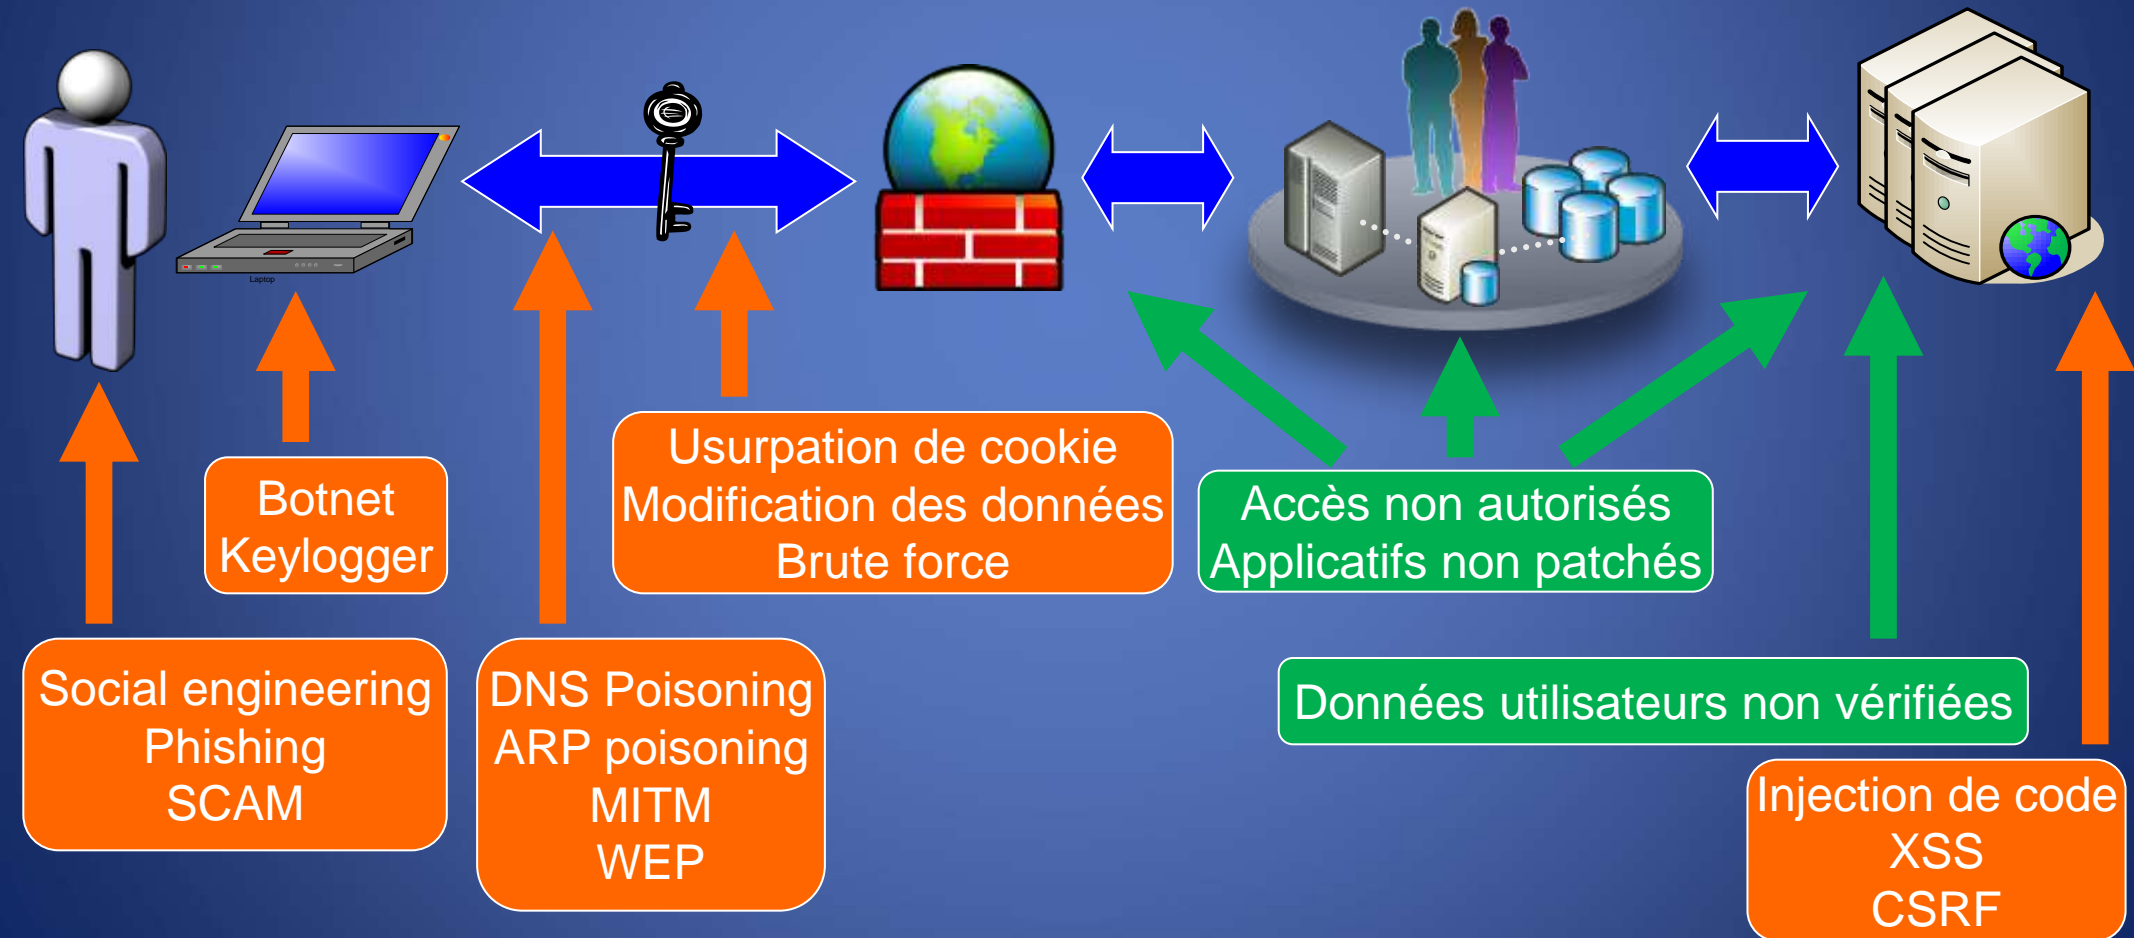 Laptop
Botnet
Keylogger
Usurpation de cookie
Modification des données
Brute force
Accès non autorisés
Applicatifs non patchés
Social engineering
Phishing
SCAM
DNS Poisoning
ARP poisoning
MITM
WEP
Données utilisateurs non vérifiées
Injection de code
XSS
CSRF